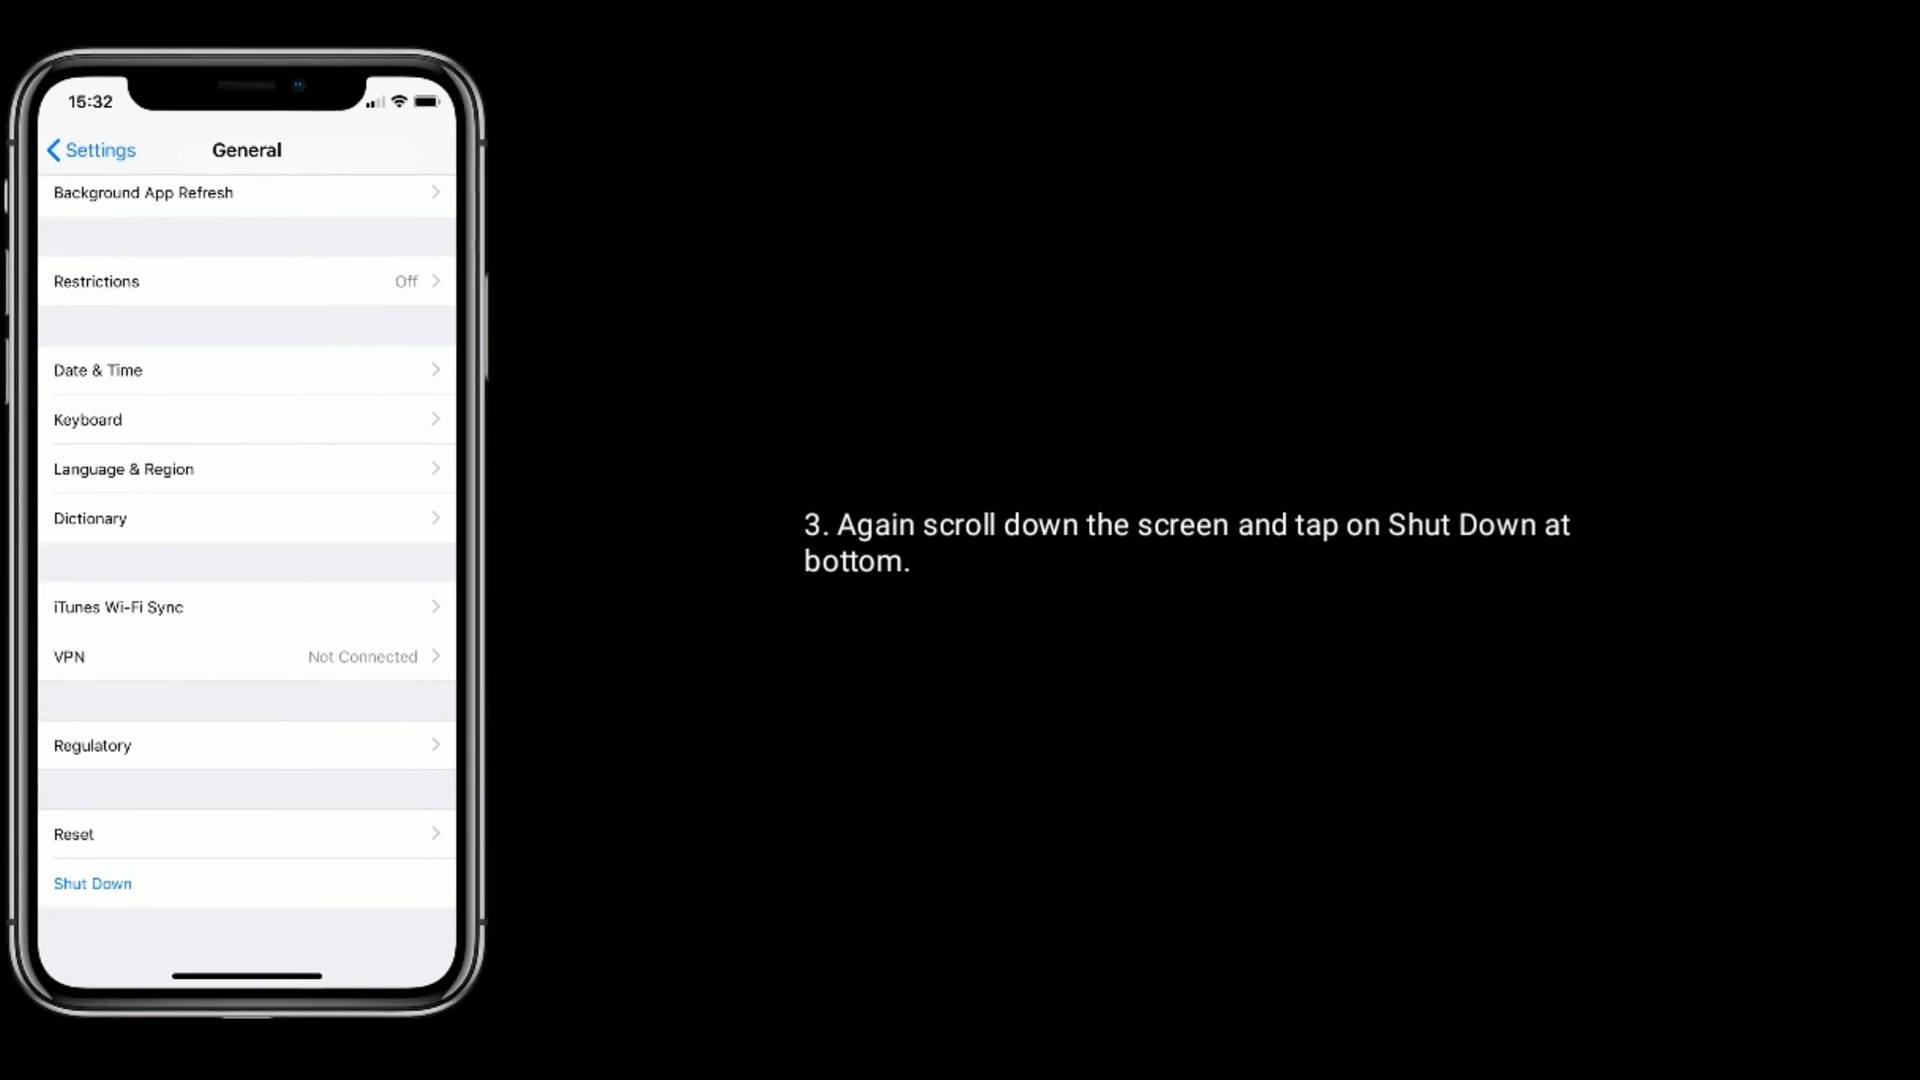 15:32
Settings
General
Background App Refresh
Restrictions Off
Date & Time
Keyboard
Language & Region
Dictionary
iTunes Wi-Fi Sync
VPN Not Connected
Regulatory
Reset
Shut Down
3. Again scroll down the screen and tap on Shut Down at
bottom.